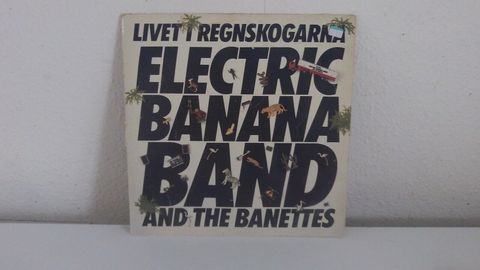 LIVET I REGNSKOGARNA
ELECTRIC
BANANA
BAND
AND THE BANETTES